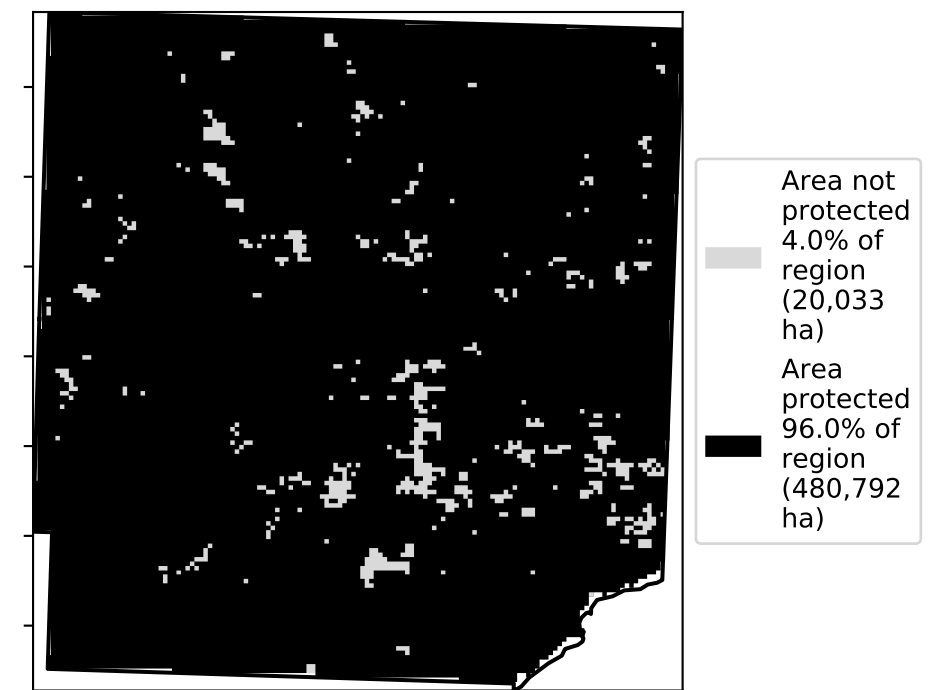 Area not
protected
4.0% of
region
(20,033
ha)
Area
protected
96.0% of
region
(480,792
ha)